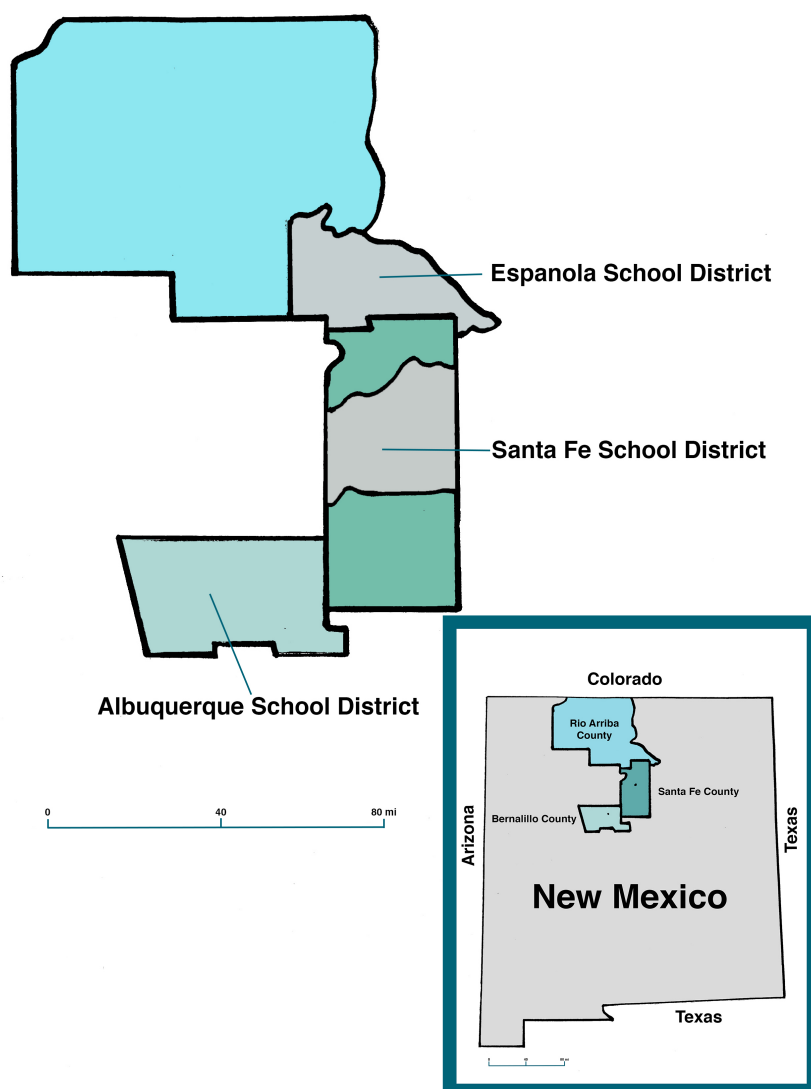 Espanola School District
Santa Fe School District
Albuquerque School District
0 40 80 mi
Colorado
Rio Arriba
County
Santa Fe County
Bernalillo County
Arizona
Texas
New Mexico
Texas